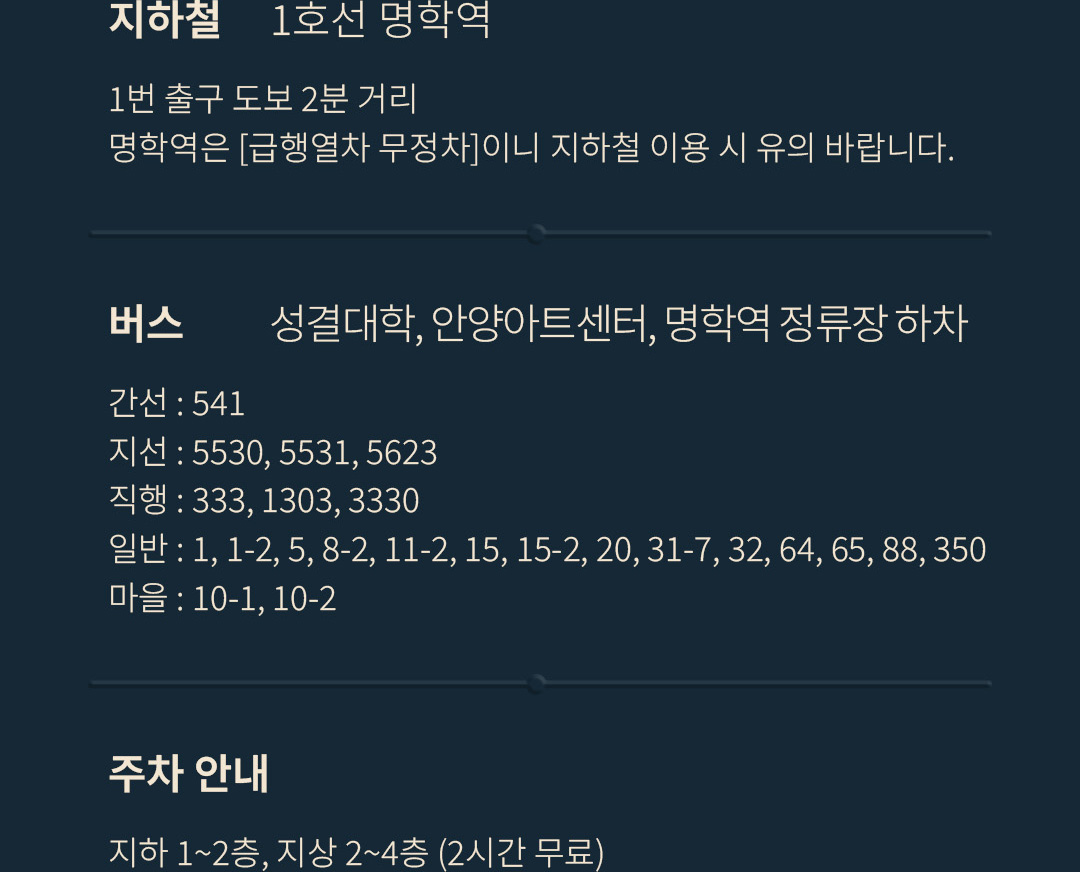 지하철 1호선 명학역
1번 출구 도보 2분 거리
명학역은 [급행열차 무정차]이니 지하철 이용 시 유의 바랍니다.
버스 성결대학, 안양아트센터, 명학역 정류장 하차
간선 : 541
지선 : 5530, 5531, 5623
직행 : 333, 1303, 3330
일반 : 1, 1-2, 5, 8-2, 11-2, 15, 15-2, 20, 31-7, 32, 64, 65, 88, 350
마을 : 10-1, 10-2
주차 안내
지하 1~2층, 지상 2~4층 (2시간 무료)